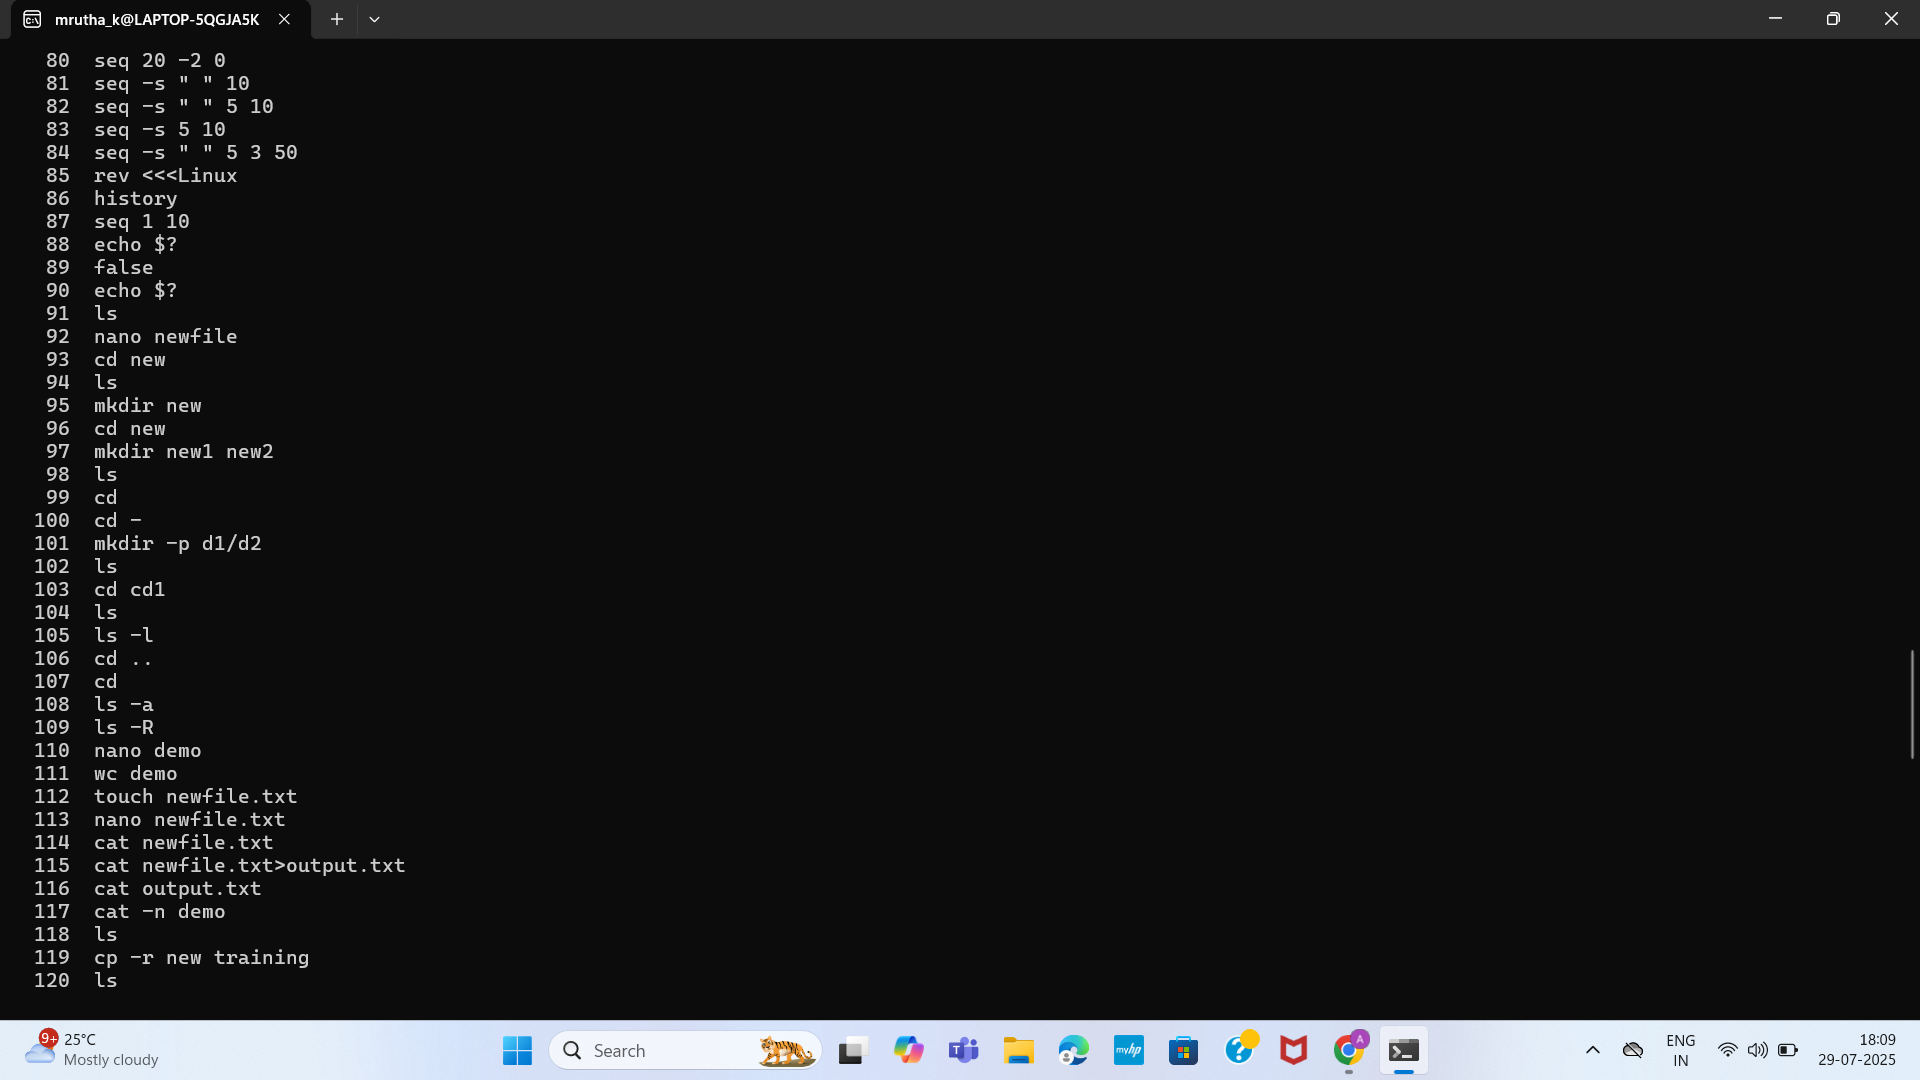 mrutha_k@LAPTOP-5QGJA5K
80 seq 20 -2 0
81 seq -s " " 10
82 seq -s " " 5 10
83 seq -s 5 10
84 seq -s " " 5 3 50
85 rev <<<Linux
86 history
87 seq 1 10
88 echo $?
89 false
90 echo $?
91 ls
92 nano newfile
93 cd new
94 ls
95 mkdir new
96 cd new
97 mkdir new1 new2
98 ls
99 cd
100 cd -
101 mkdir -p d1/d2
102 ls
103 cd cd1
104 ls
105 ls -l
106 cd ..
107 cd
108 ls -a
109 ls -R
110 nano demo
111 wc demo
112 touch newfile.txt
113 nano newfile.txt
114 cat newfile.txt
115 cat newfile.txt>output.txt
116 cat output.txt
117 cat -n demo
118 ls
119 cp -r new training
120 ls
9+ 25°C
Mostly cloudy
Search
T
myhp
?
A
ENG
IN
18:09
29-07-2025